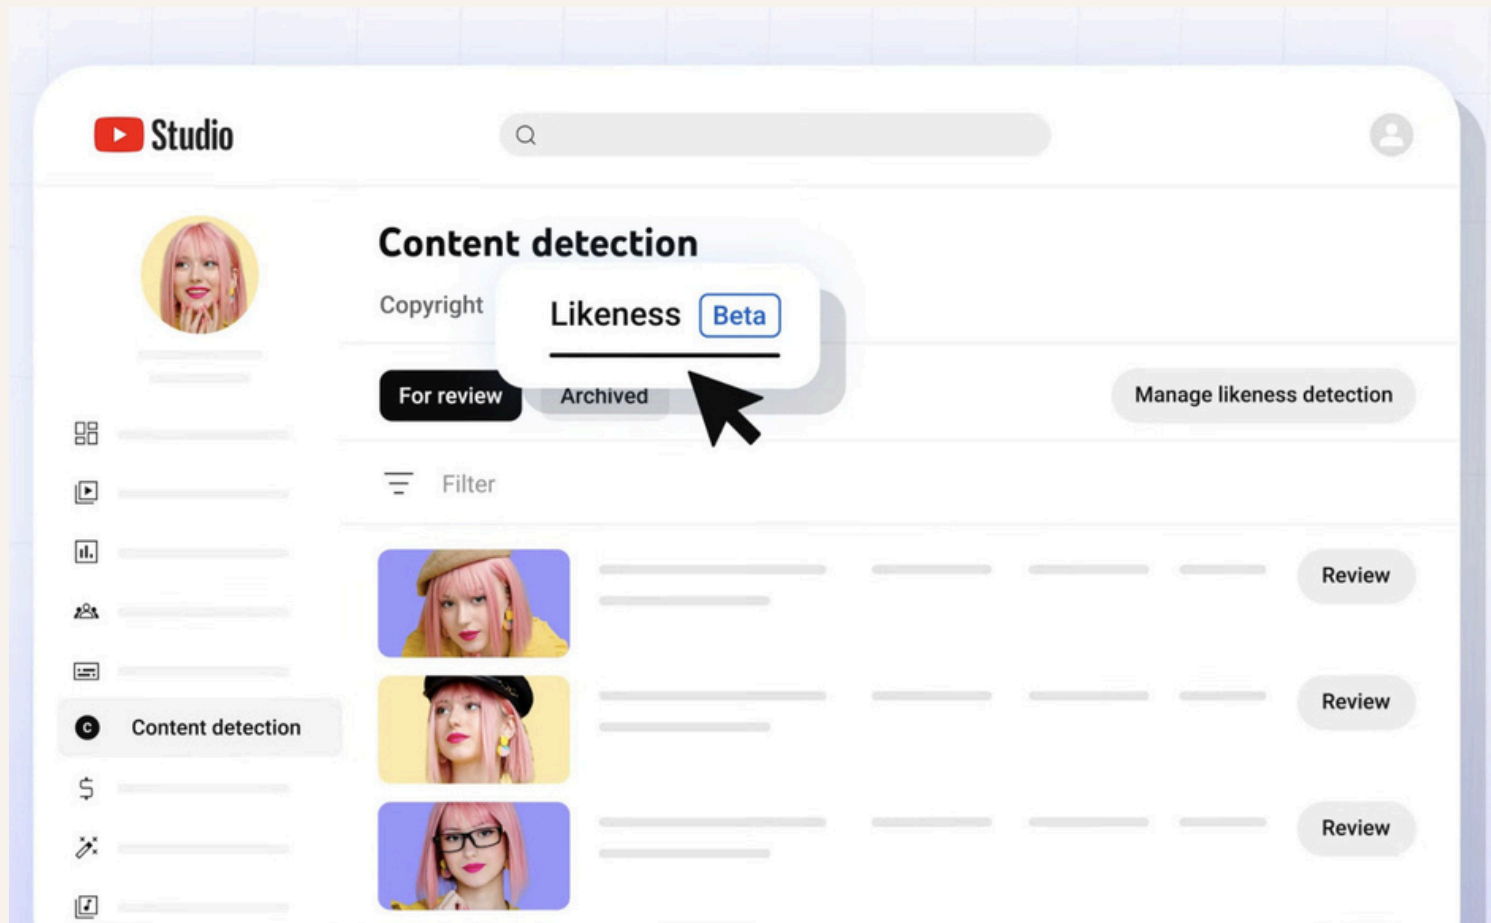 Studio
Content detection
Copyright
Likeness Beta
For review
Archived
Manage likeness detection
Filter
Review
Content detection
Review
Review